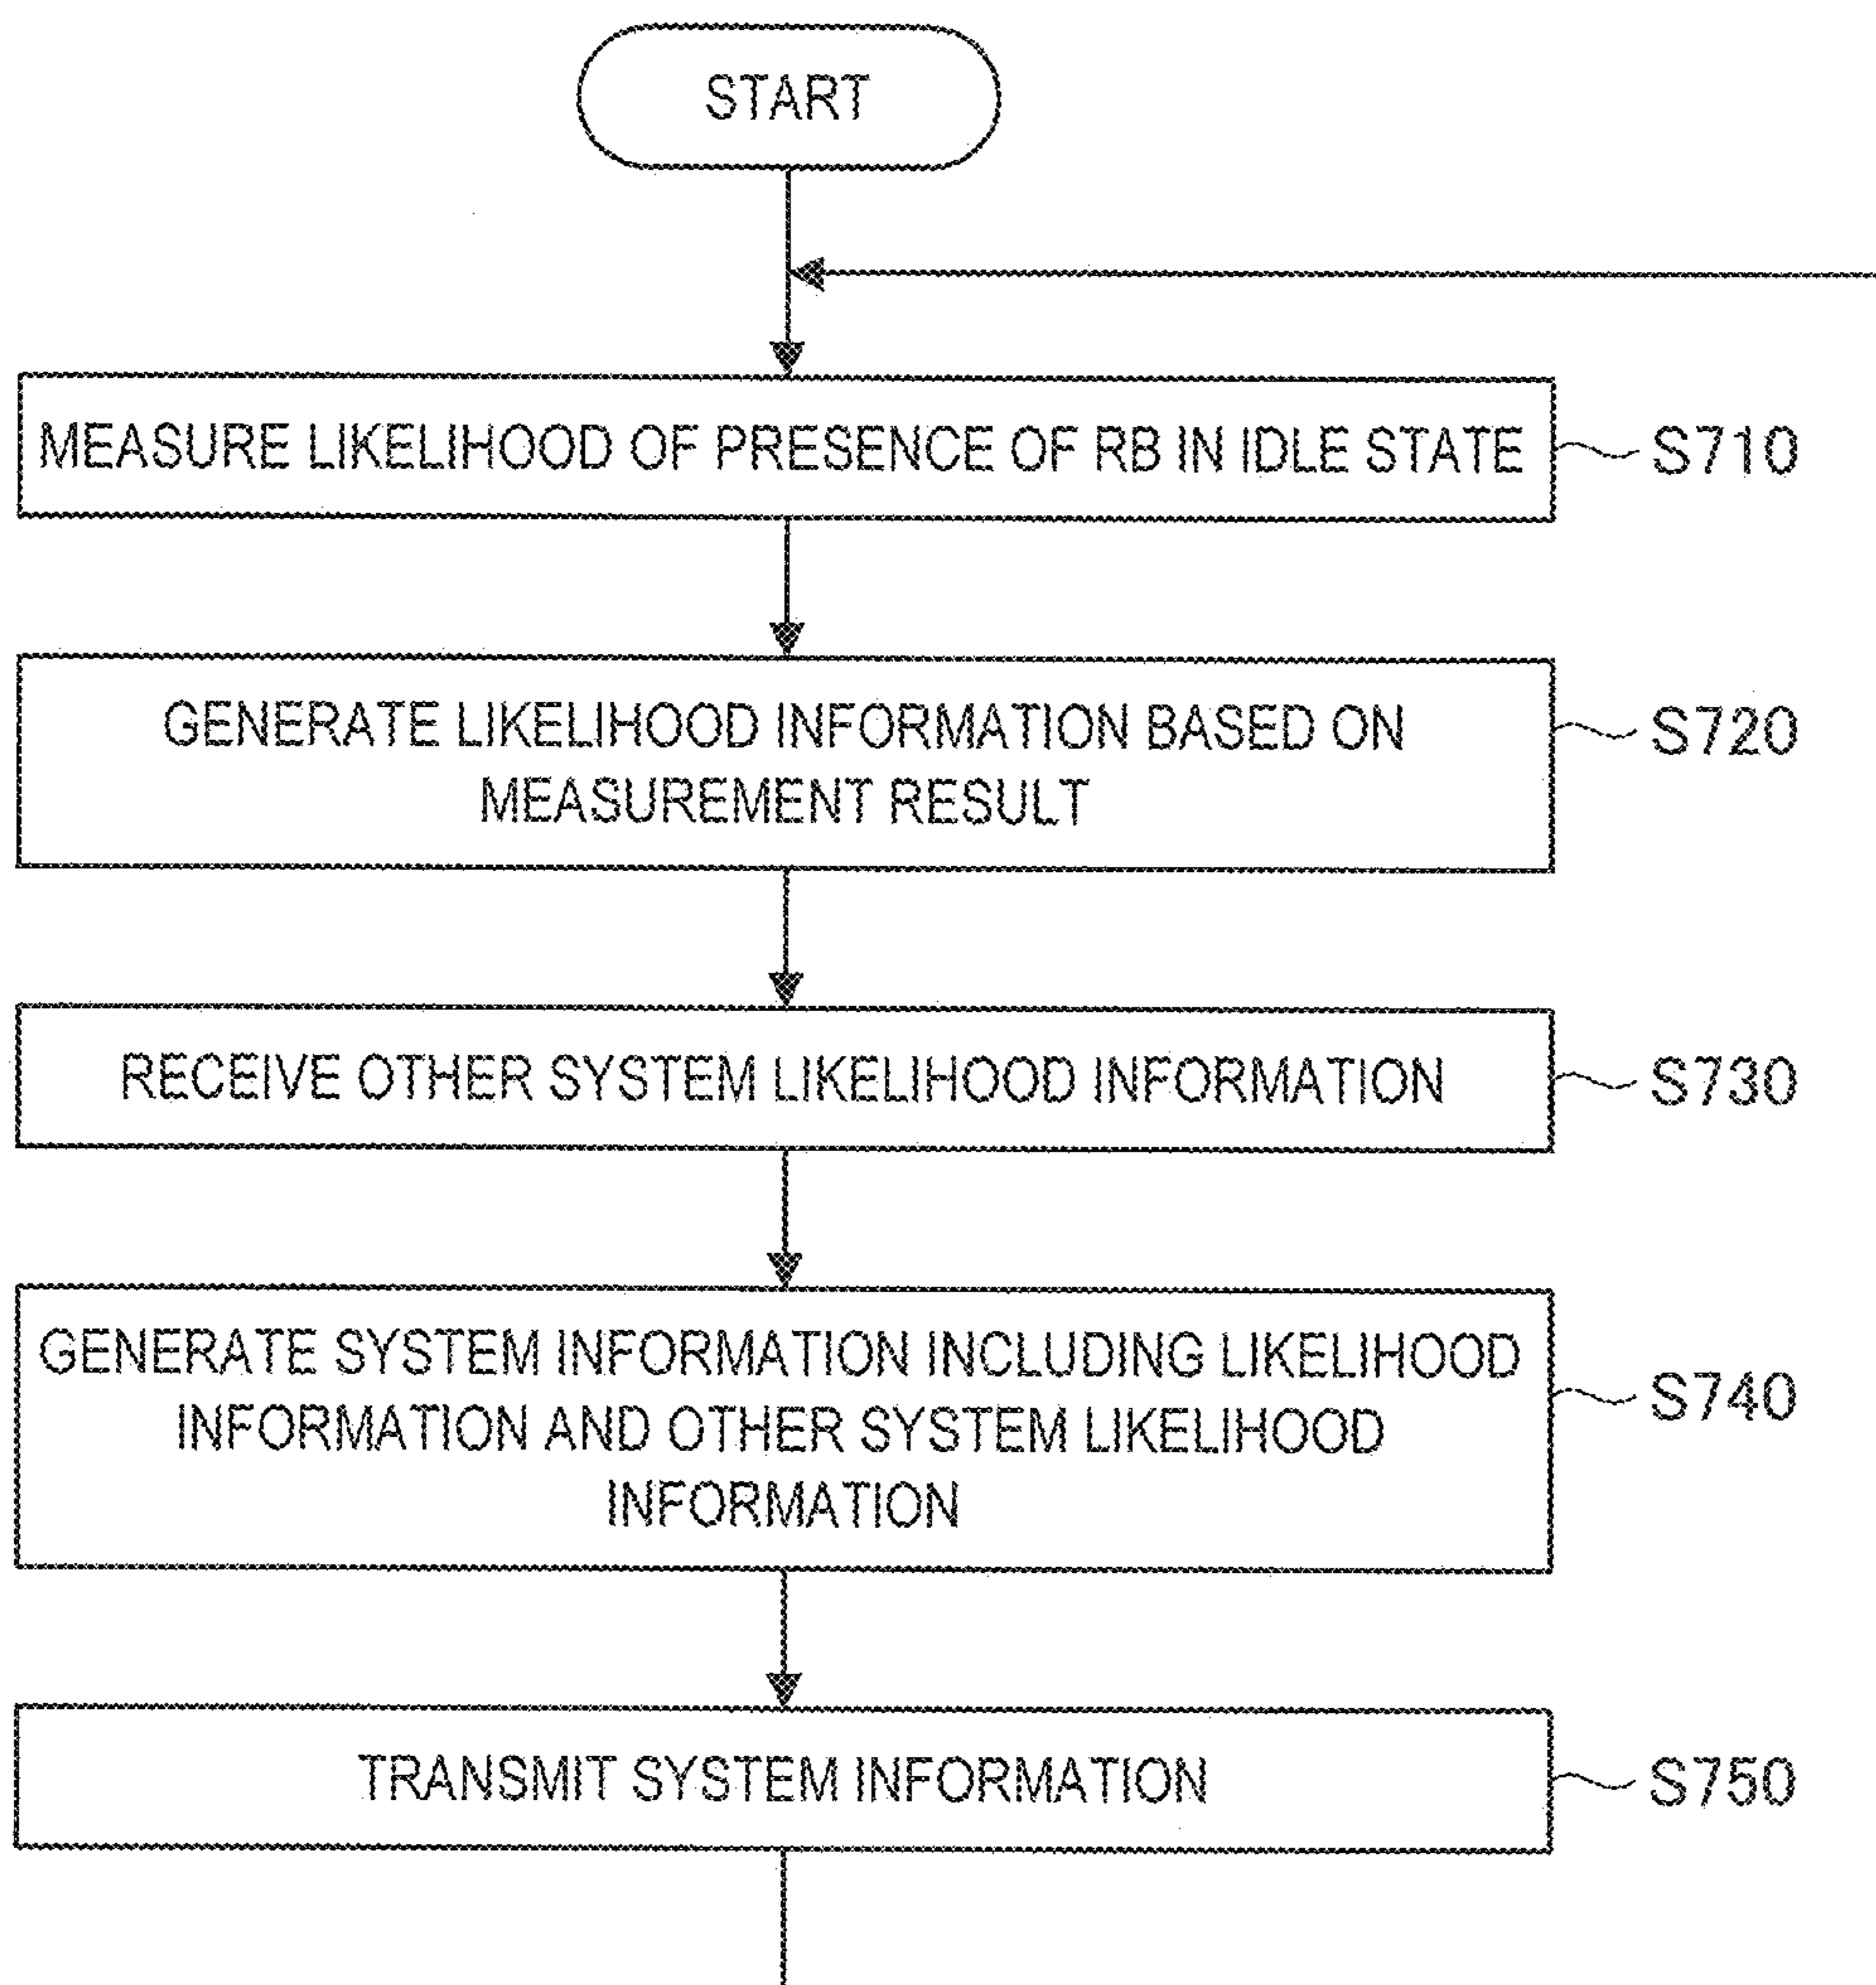 START
MEASURE LIKELIHOOD OF PRESENCE OF RB IN IDLE STATE
S710
GENERATE LIKELIHOOD INFORMATION BASED ON
MEASUREMENT RESULT
S720
RECEIVE OTHER SYSTEM LIKELIHOOD INFORMATION
S730
GENERATE SYSTEM INFORMATION INCLUDING LIKELIHOOD
INFORMATION AND OTHER SYSTEM LIKELIHOOD
INFORMATION
S740
TRANSMIT SYSTEM INFORMATION
S750